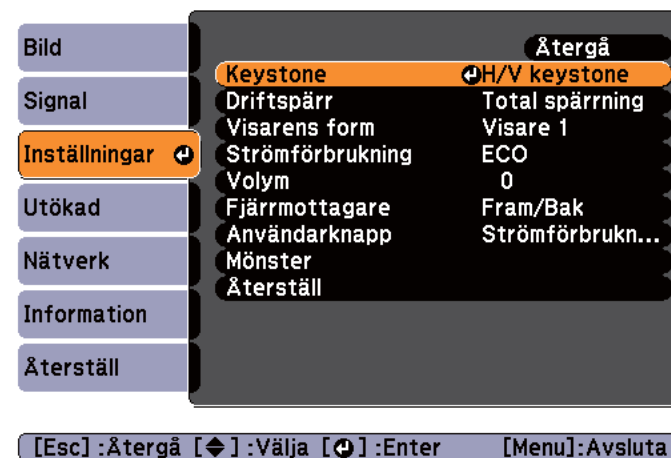 Bild
Signal
Inställningar
Utökad
Nätverk
Information
Återställ
Återgå
Keystone H/V keystone
Driftspärr Total spärrning
Visarens form Visare 1
Strömförbrukning ECO
Volym 0
Fjärrmottagare Fram/Bak
Användarknapp Strömförbrukn...
Mönster
Återställ
[Esc] :Återgå [◆] :Välja [⏎] :Enter [Menu]:Avsluta